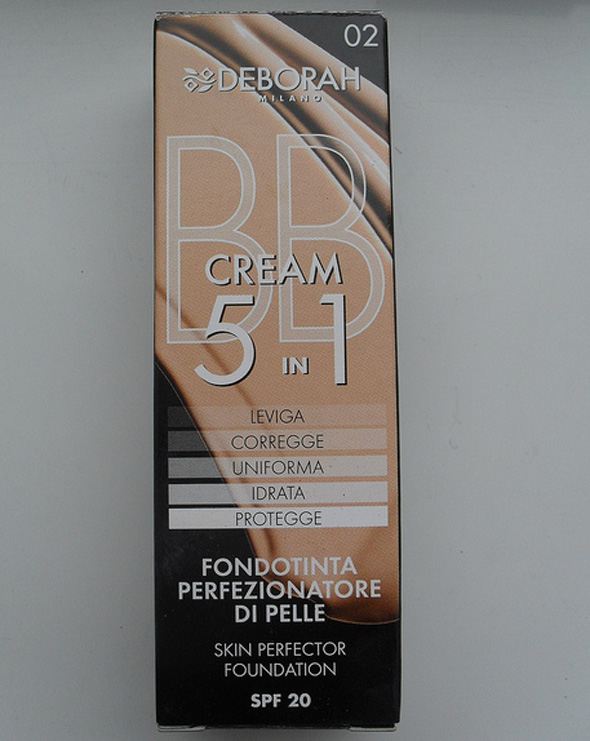 02
DEBORAH
MILANO
BB
CREAM
5 IN 1
LEVIGA
CORREGGE
UNIFORMA
IDRATA
PROTEGGE
FONDOTINTA
PERFEZIONATORE
DI PELLE
SKIN PERFECTOR
FOUNDATION
SPF 20